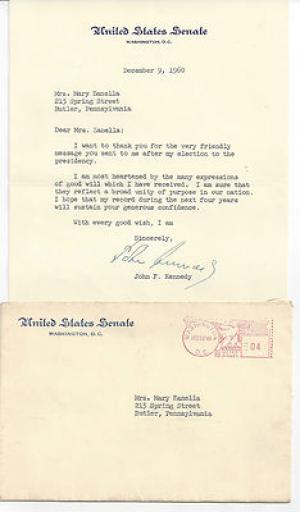 United States Senate
WASHINGTON, D.C.
December 9, 1960
Mrs. Mary Zanella
213 Spring Street
Butler, Pennsylvania
Dear Mrs. Zanella:
I want to thank you for the very friendly
message you sent to me after my election to the
presidency.
I am most heartened by the many expressions
of good will which I have received. I am sure that
they reflect a broad unity of purpose in our nation.
I hope that my record during the next four years
will sustain your generous confidence.
With every good wish, I am
Sincerely,
John Kennedy
John F. Kennedy
United States Senate
WASHINGTON, D.C.
04
Mrs. Mary Zanella
213 Spring Street
Butler, Pennsylvania